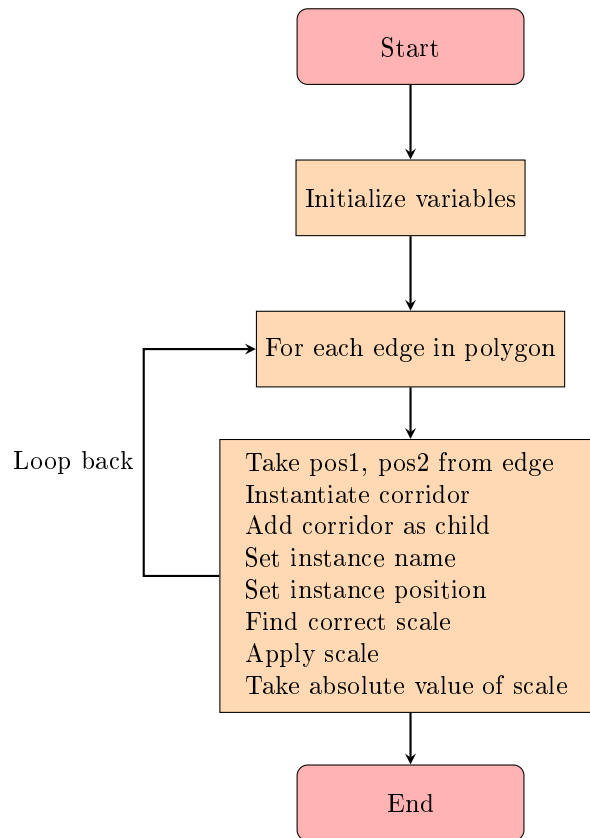 Start
Initialize variables
For each edge in polygon
Loop back
Take pos1, pos2 from edge
Instantiate corridor
Add corridor as child
Set instance name
Set instance position
Find correct scale
Apply scale
Take absolute value of scale
End